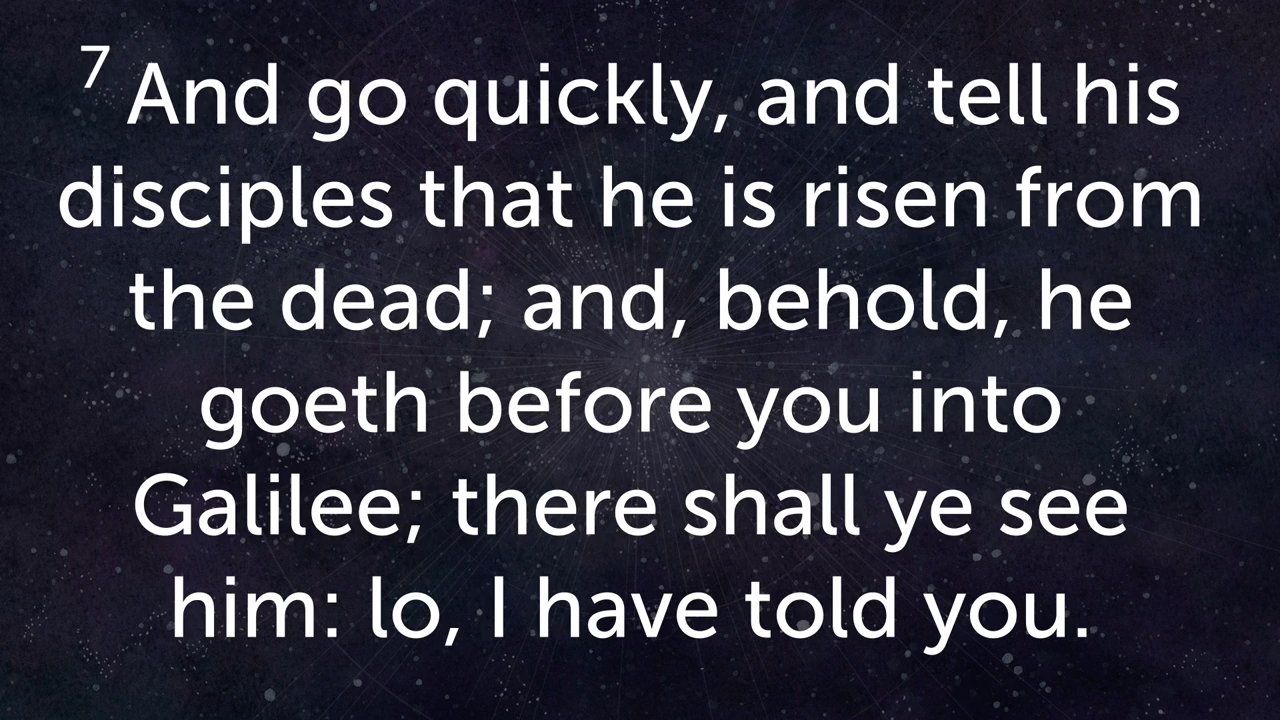 7 And go quickly, and tell his
disciples that he is risen from
the dead; and, behold, he
goeth before you into
Galilee; there shall ye see
him: lo, I have told you.